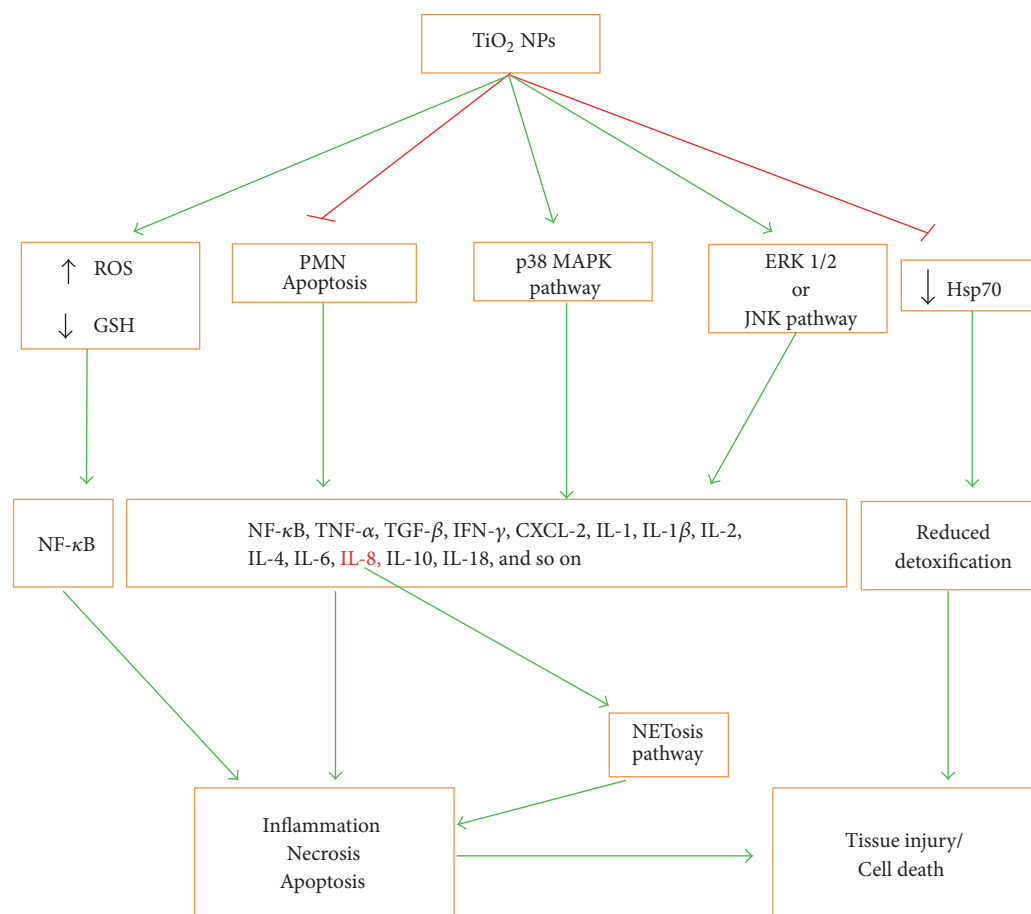 TiO₂ NPs
↑ ROS
↓ GSH
PMN
Apoptosis
p38 MAPK
pathway
ERK 1/2
or
JNK pathway
↓ Hsp70
NF-κB
NF-κB, TNF-α, TGF-β, IFN-γ, CXCL-2, IL-1, IL-1β, IL-2,
IL-4, IL-6, IL-8, IL-10, IL-18, and so on
Reduced
detoxification
NETosis
pathway
Inflammation
Necrosis
Apoptosis
Tissue injury/
Cell death